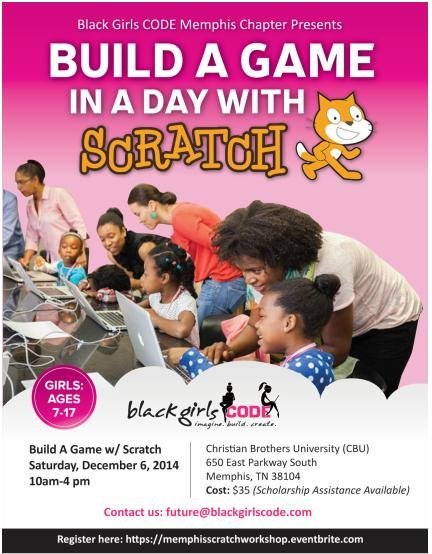 Black Girls CODE Memphis Chapter Presents
BUILD A GAME
IN A DAY WITH
SCRATCH
GIRLS:
AGES
7-17
black girls CODE
imagine. build. create.
Build A Game w/ Scratch
Saturday, December 6, 2014
10am-4 pm
Christian Brothers University (CBU)
650 East Parkway South
Memphis, TN 38104
Cost: $35 (Scholarship Assistance Available)
Contact us: future@blackgirlscode.com
Register here: https://memphisscratchworkshop.eventbrite.com